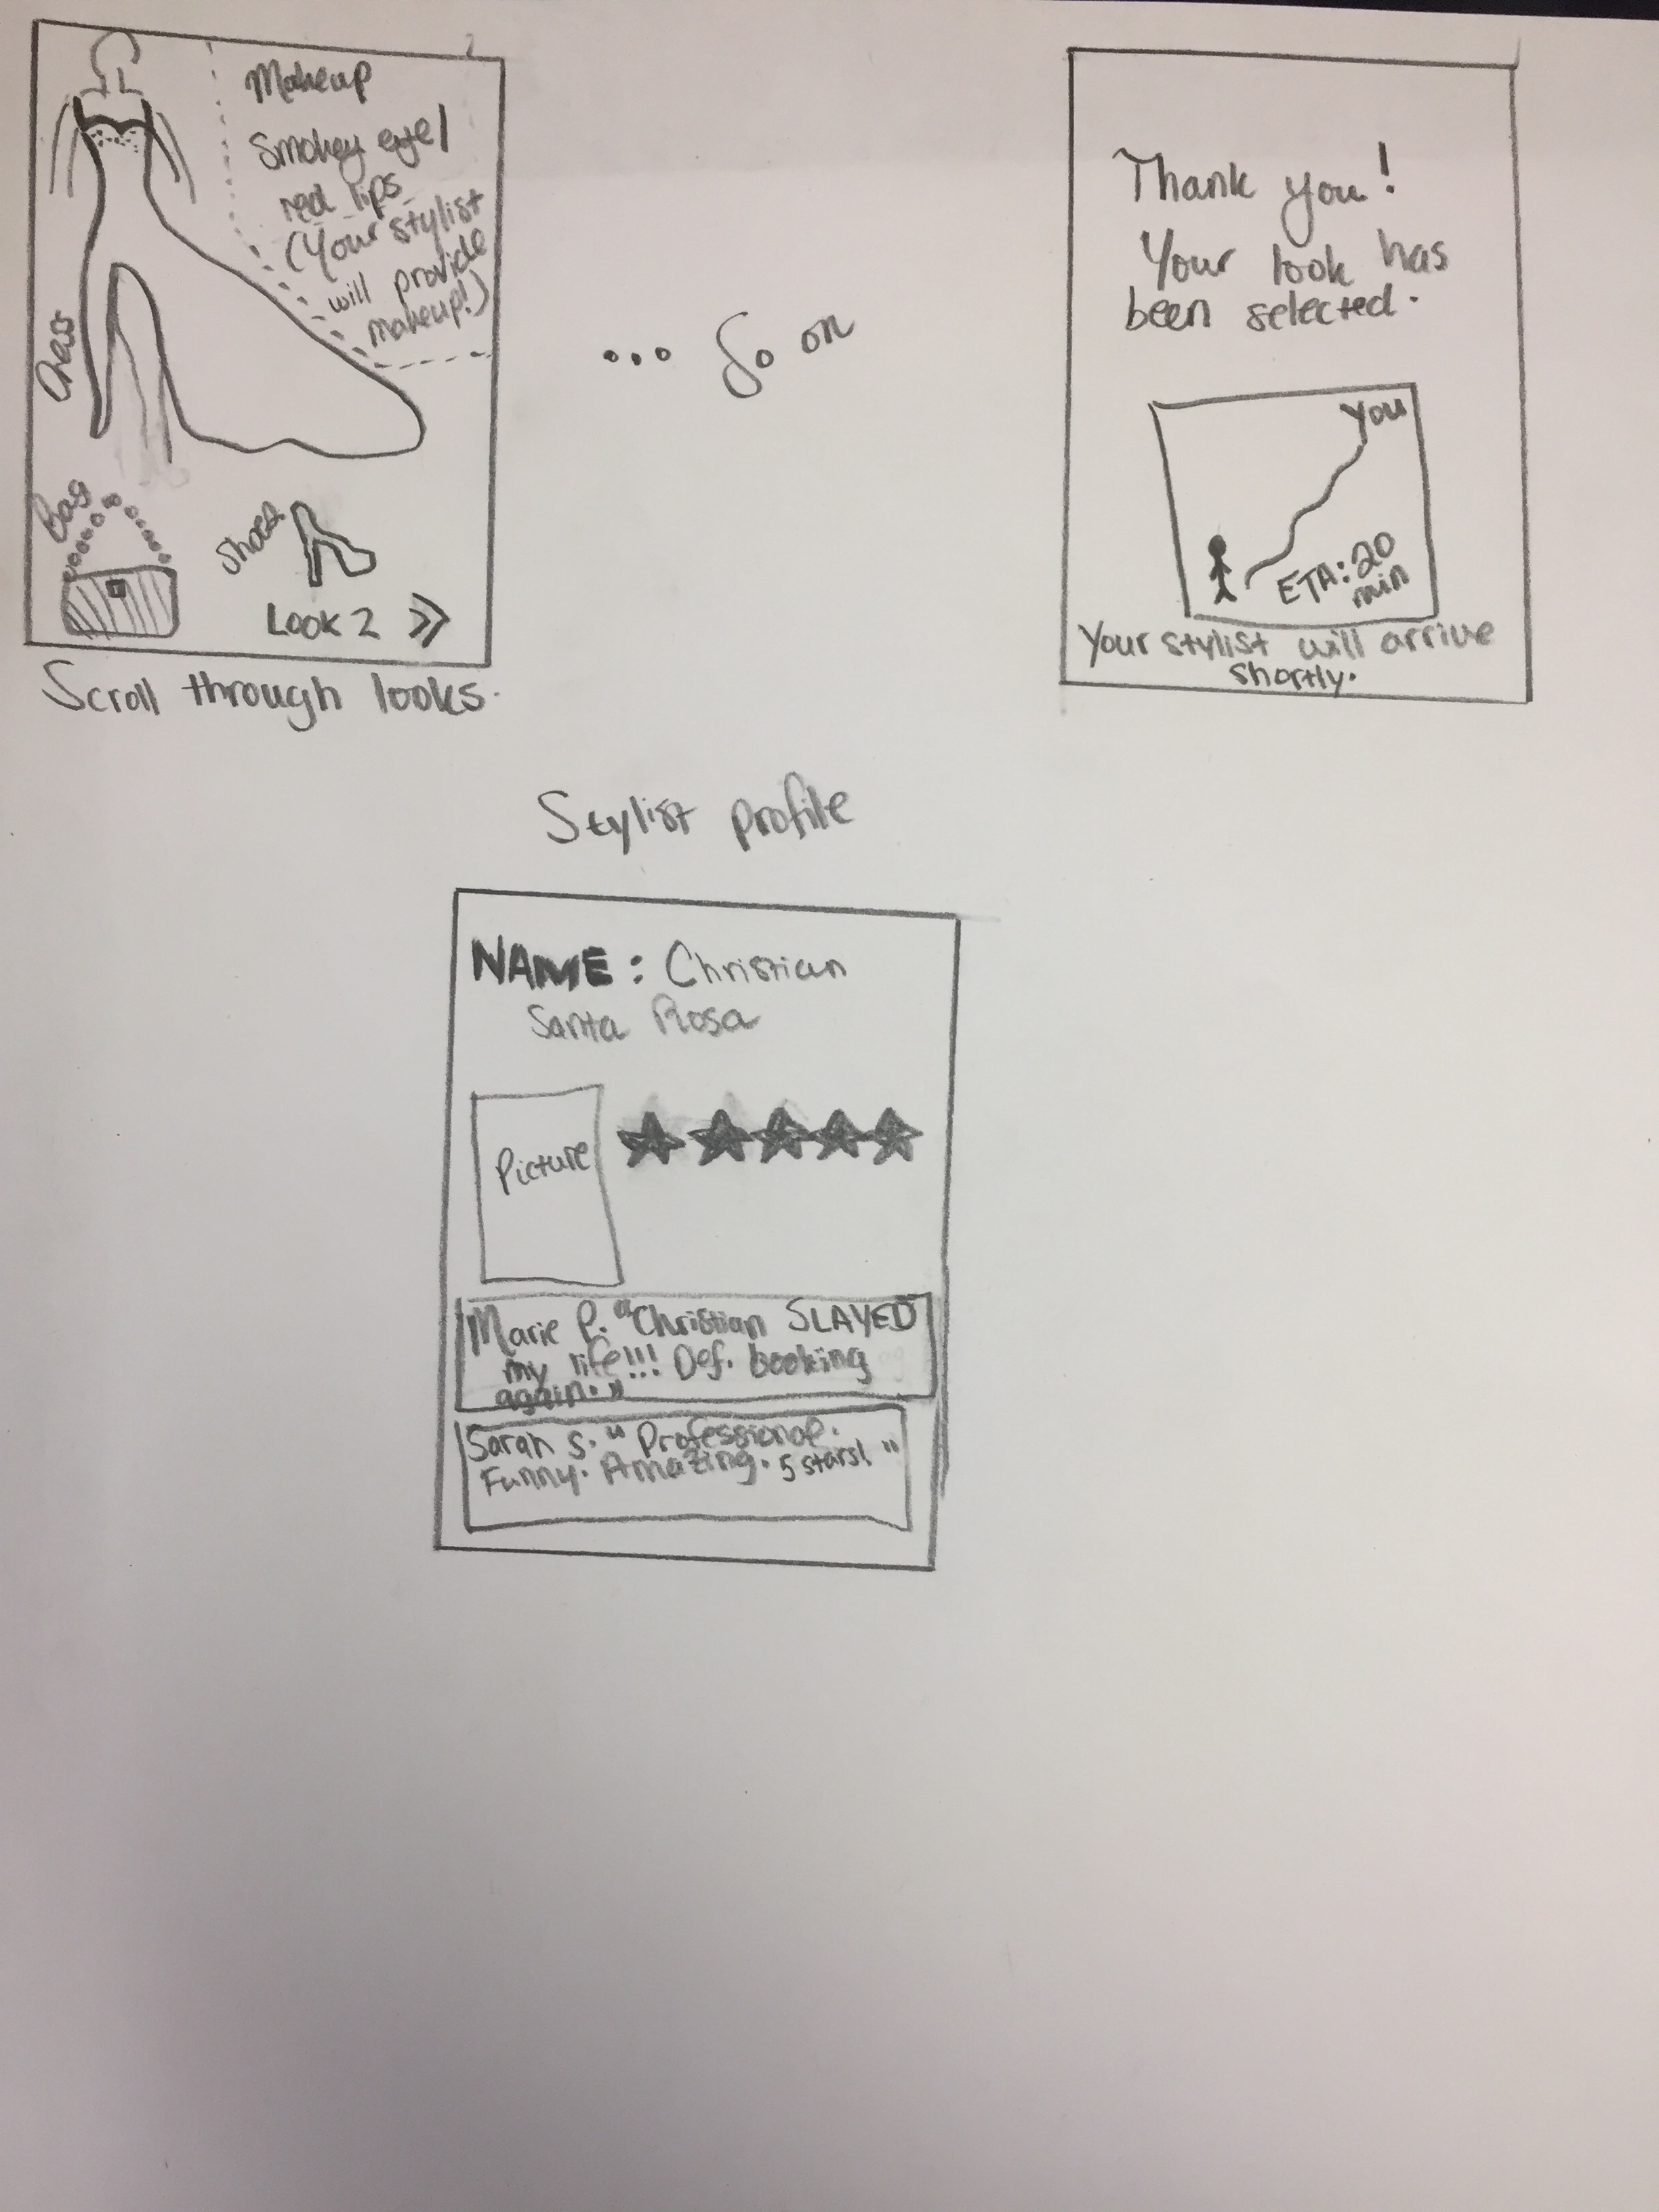 Makeup
Smokey eye/
red lips
(Your stylist
will provide
makeup!)
Dress
Bag
Shoes
Look 2 >>
Scroll through looks.
... So on
Thank you!
Your look has
been selected.
You
ETA: 20
min
Your stylist will arrive
shortly.
Stylist profile
NAME: Christian
Santa Rosa
Picture
Marie P. "Christian SLAYED
my life!!! Def. booking
again."
Sarah S. "Professional.
Funny. Amazing. 5 stars!"